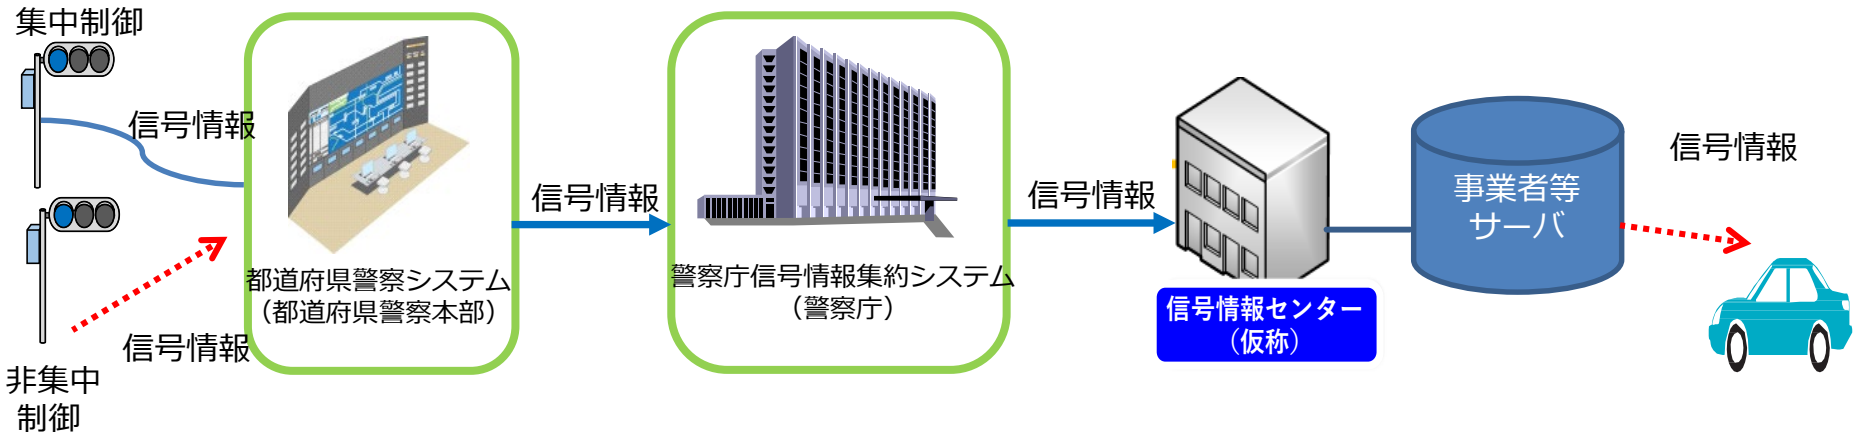 集中制御
信号情報
信号情報
非集中
制御
都道府県警察システム
（都道府県警察本部）
信号情報
警察庁信号情報集約システム
（警察庁）
信号情報
信号情報センター
（仮称）
事業者等
サーバ
信号情報